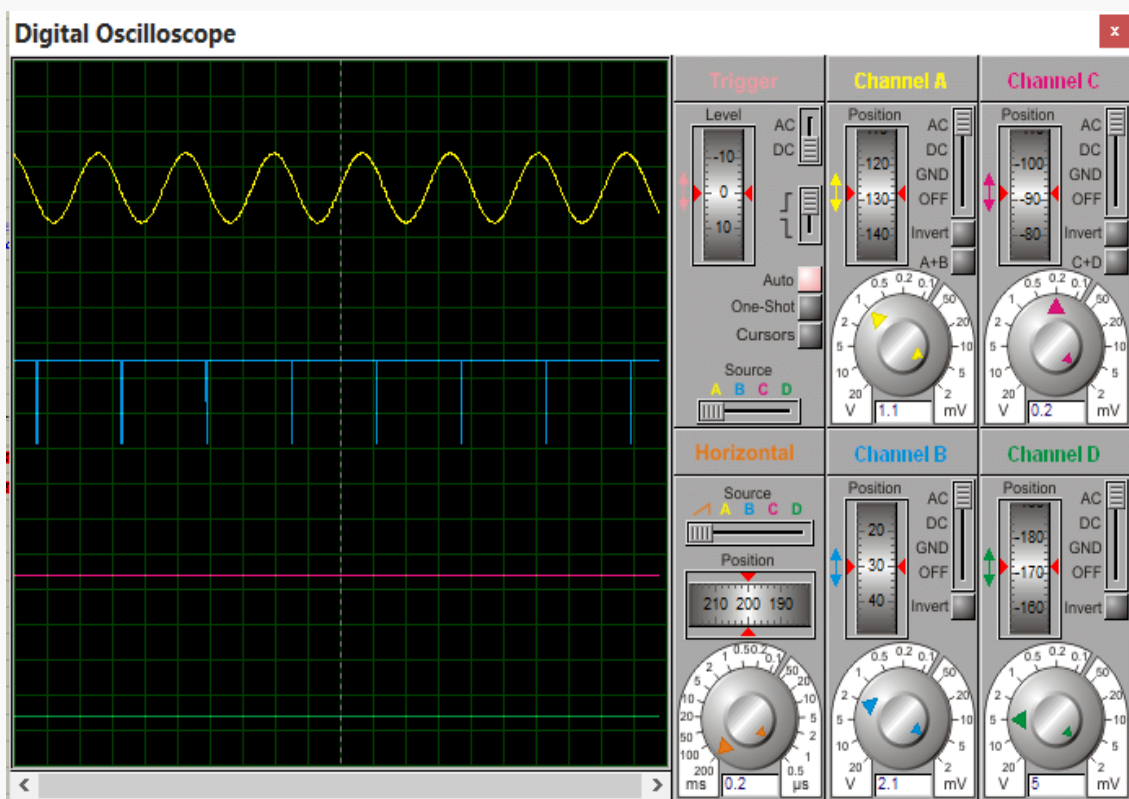 Digital Oscilloscope
x
Trigger
Level
AC
DC
-10
0
10
Auto
One-Shot
Cursors
Source
A B C D
Channel A
Position
AC
DC
GND
OFF
120
-130
140
Invert
A+B
0.5 0.2 0.1
1 50
2 20
5 10
10 5
20 2
V 1.1 mV
Channel C
Position
AC
DC
GND
OFF
-100
-90
-80
Invert
C+D
0.5 0.2 0.1
1 50
2 20
5 10
10 5
20 2
V 0.2 mV
Horizontal
Source
A B C D
Position
210 200 190
0.5 0.2
1 0.1
2 50
5 20
10 10
20 5
50 2
100 1
200 0.5
ms 0.2 µs
Channel B
Position
AC
DC
GND
OFF
20
30
40
Invert
0.5 0.2 0.1
1 50
2 20
5 10
10 5
20 2
V 2.1 mV
Channel D
Position
AC
DC
GND
OFF
-180
-170
-160
Invert
0.5 0.2 0.1
1 50
2 20
5 10
10 5
20 2
V 5 mV